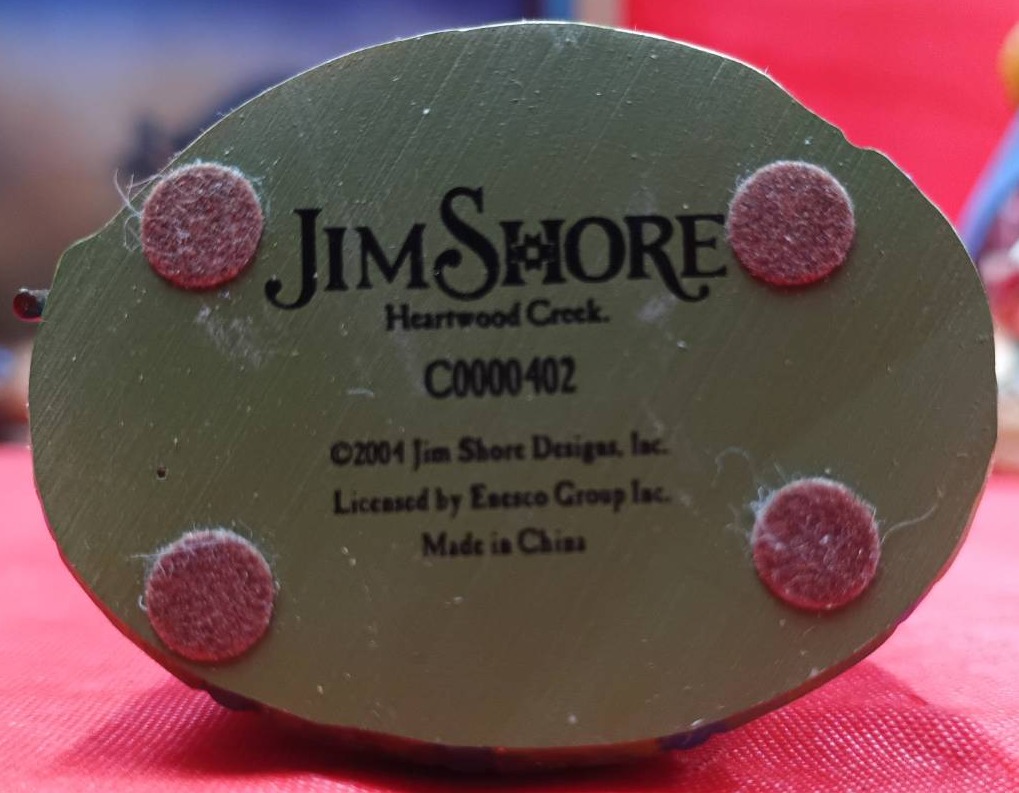 JIM SHORE
Heartwood Creek.
C0000402
©2004 Jim Shore Designs, Inc.
Licensed by Enesco Group Inc.
Made in China